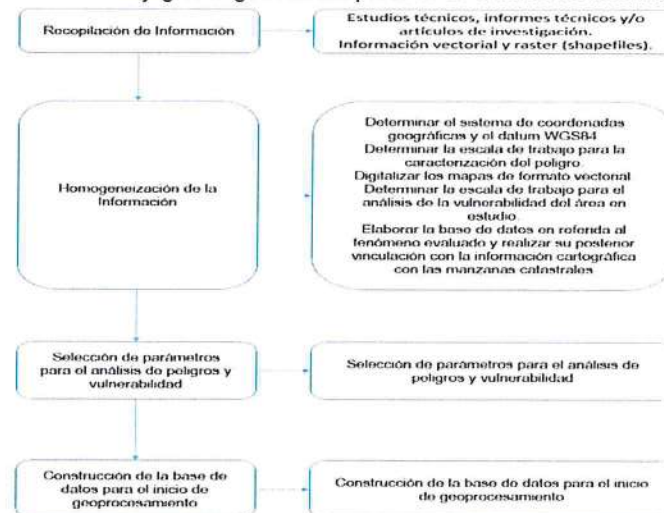 Recopilación de Información
Estudios técnicos, informes técnicos y/o
artículos de investigación.
Información vectorial y raster (shapefiles).
Homogeneización de la
Información
Determinar el sistema de coordenadas
geográficas y el datum WGS84
Determinar la escala de trabajo para la
caracterización del peligro.
Digitalizar los mapas de formato vectorial
Determinar la escala de trabajo para el
análisis de la vulnerabilidad del área en
estudio.
Elaborar la base de datos en referida al
fenómeno evaluado y realizar su posterior
vinculación con la información cartográfica
con las manzanas catastrales
Selección de parámetros
para el análisis de peligros y
vulnerabilidad
Selección de parámetros para el análisis de
peligros y vulnerabilidad
Construcción de la base de
datos para el inicio de
geoprocesamiento
Construcción de la base de datos para el inicio
de geoprocesamiento